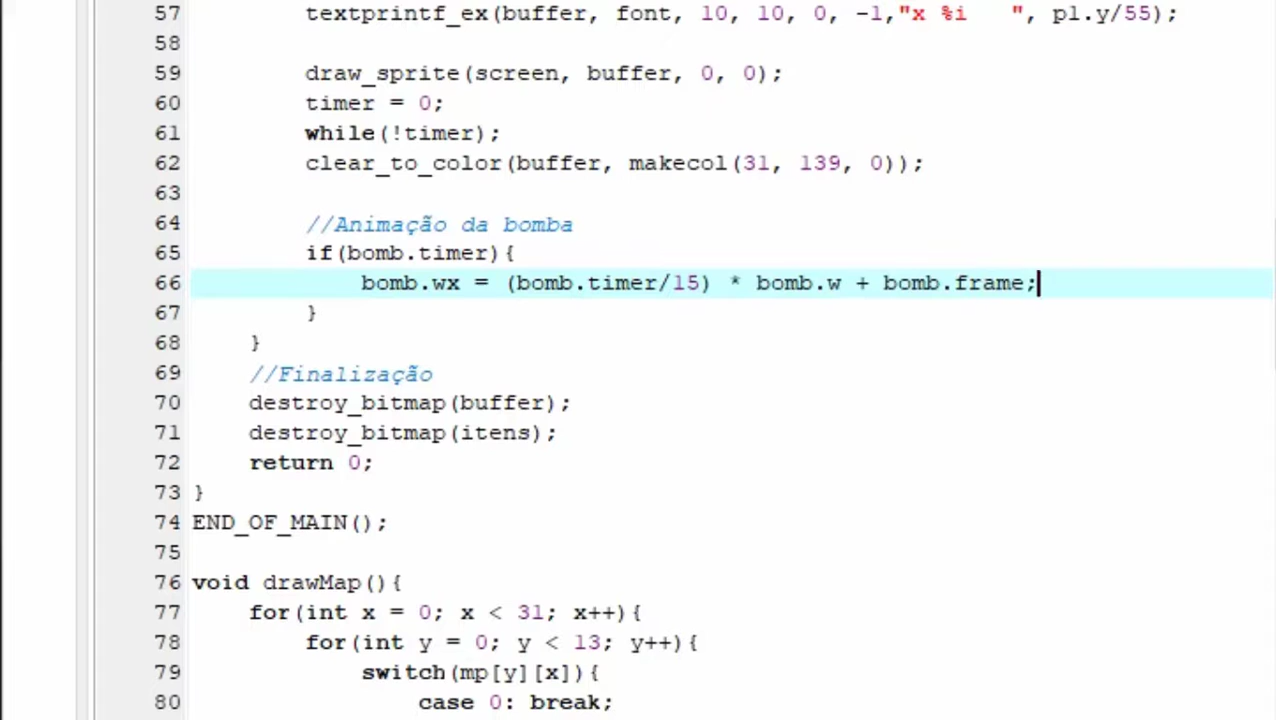 57 textprintf_ex(buffer, font, 10, 10, 0, -1,"x %i   ", p1.y/55);
58
59 draw_sprite(screen, buffer, 0, 0);
60 timer = 0;
61 while(!timer);
62 clear_to_color(buffer, makecol(31, 139, 0));
63
64 //Animação da bomba
65 if(bomb.timer){
66 bomb.wx = (bomb.timer/15) * bomb.w + bomb.frame;
67 }
68 }
69 //Finalização
70 destroy_bitmap(buffer);
71 destroy_bitmap(itens);
72 return 0;
73 }
74 END_OF_MAIN();
75
76 void drawMap(){
77 for(int x = 0; x < 31; x++){
78 for(int y = 0; y < 13; y++){
79 switch(mp[y][x]){
80 case 0: break;